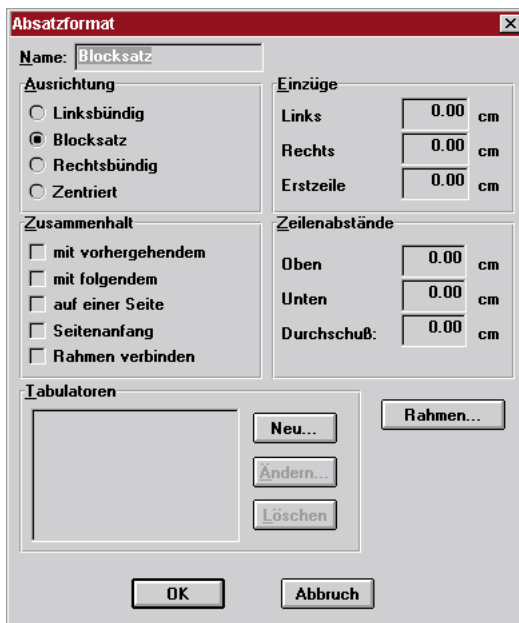 Absatzformat
Name: Blocksatz
Ausrichtung
Linksbündig
Blocksatz
Rechtsbündig
Zentriert
Einzüge
Links 0.00 cm
Rechts 0.00 cm
Erstzeile 0.00 cm
Zusammenhalt
mit vorhergehendem
mit folgendem
auf einer Seite
Seitenanfang
Rahmen verbinden
Zeilenabstände
Oben 0.00 cm
Unten 0.00 cm
Durchschuß: 0.00 cm
Tabulatoren
Neu...
Ändern...
Löschen
Rahmen...
OK
Abbruch